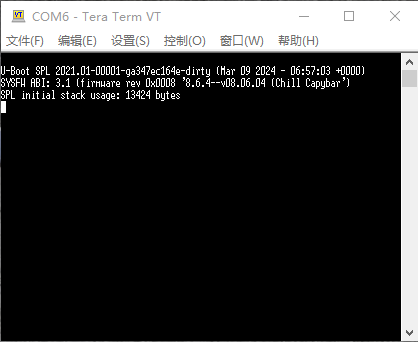 COM6 - Tera Term VT
文件(F) 编辑(E) 设置(S) 控制(O) 窗口(W) 帮助(H)
U-Boot SPL 2021.01-00001-ga347ec164e-dirty (Mar 09 2024 - 06:57:03 +0000)
SYSFW ABI: 3.1 (firmware rev 0x0008 '8.6.4--v08.06.04 (Chill Capybar')
SPL initial stack usage: 13424 bytes